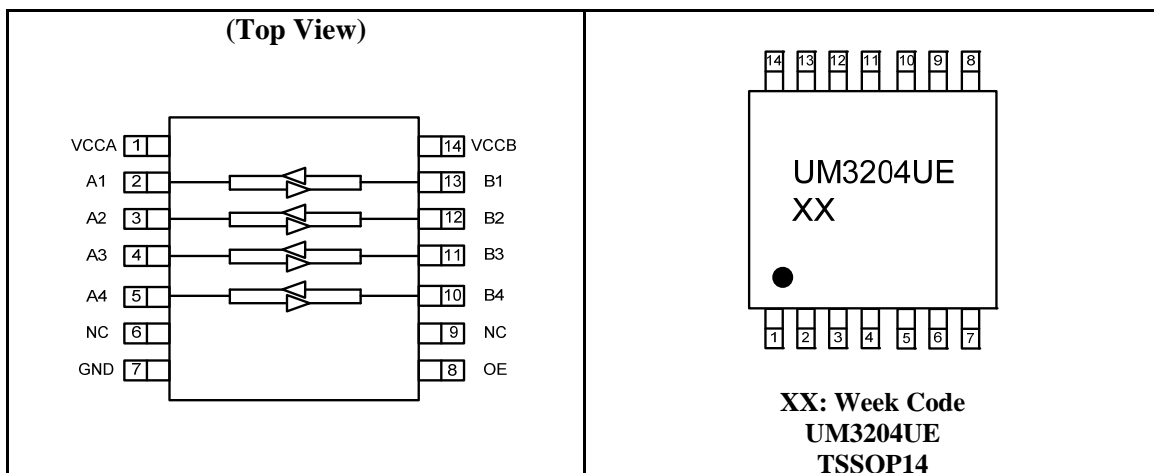 (Top View)
VCCA 1 14 VCCB
A1 2 13 B1
A2 3 12 B2
A3 4 11 B3
A4 5 10 B4
NC 6 9 NC
GND 7 8 OE
14 13 12 11 10 9 8
UM3204UE
XX
1 2 3 4 5 6 7
XX: Week Code
UM3204UE
TSSOP14